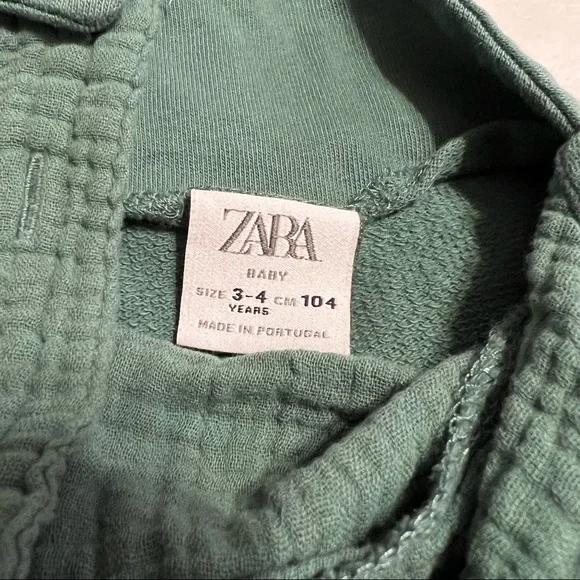 ZARA
BABY
SIZE 3-4 CM 104
YEARS
MADE IN PORTUGAL